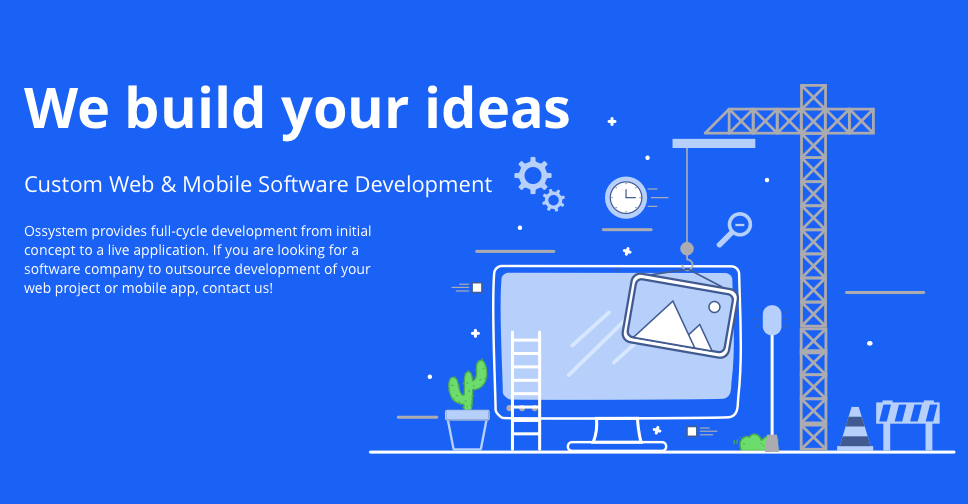 We build your ideas
Custom Web & Mobile Software Development
Ossystem provides full-cycle development from initial
concept to a live application. If you are looking for a
software company to outsource development of your
web project or mobile app, contact us!